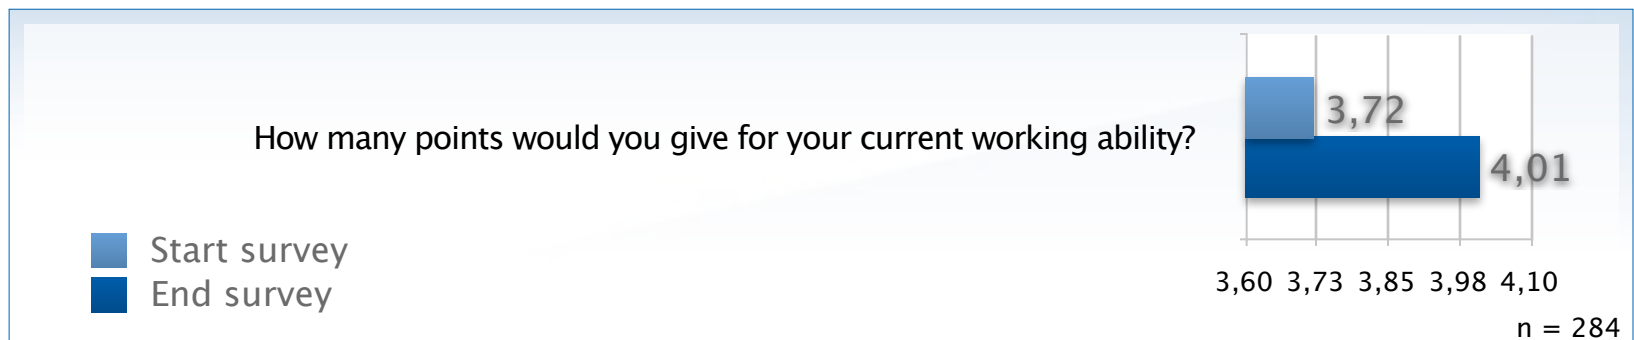 How many points would you give for your current working ability?
3,72
4,01
Start survey
End survey
3,60 3,73 3,85 3,98 4,10
n = 284